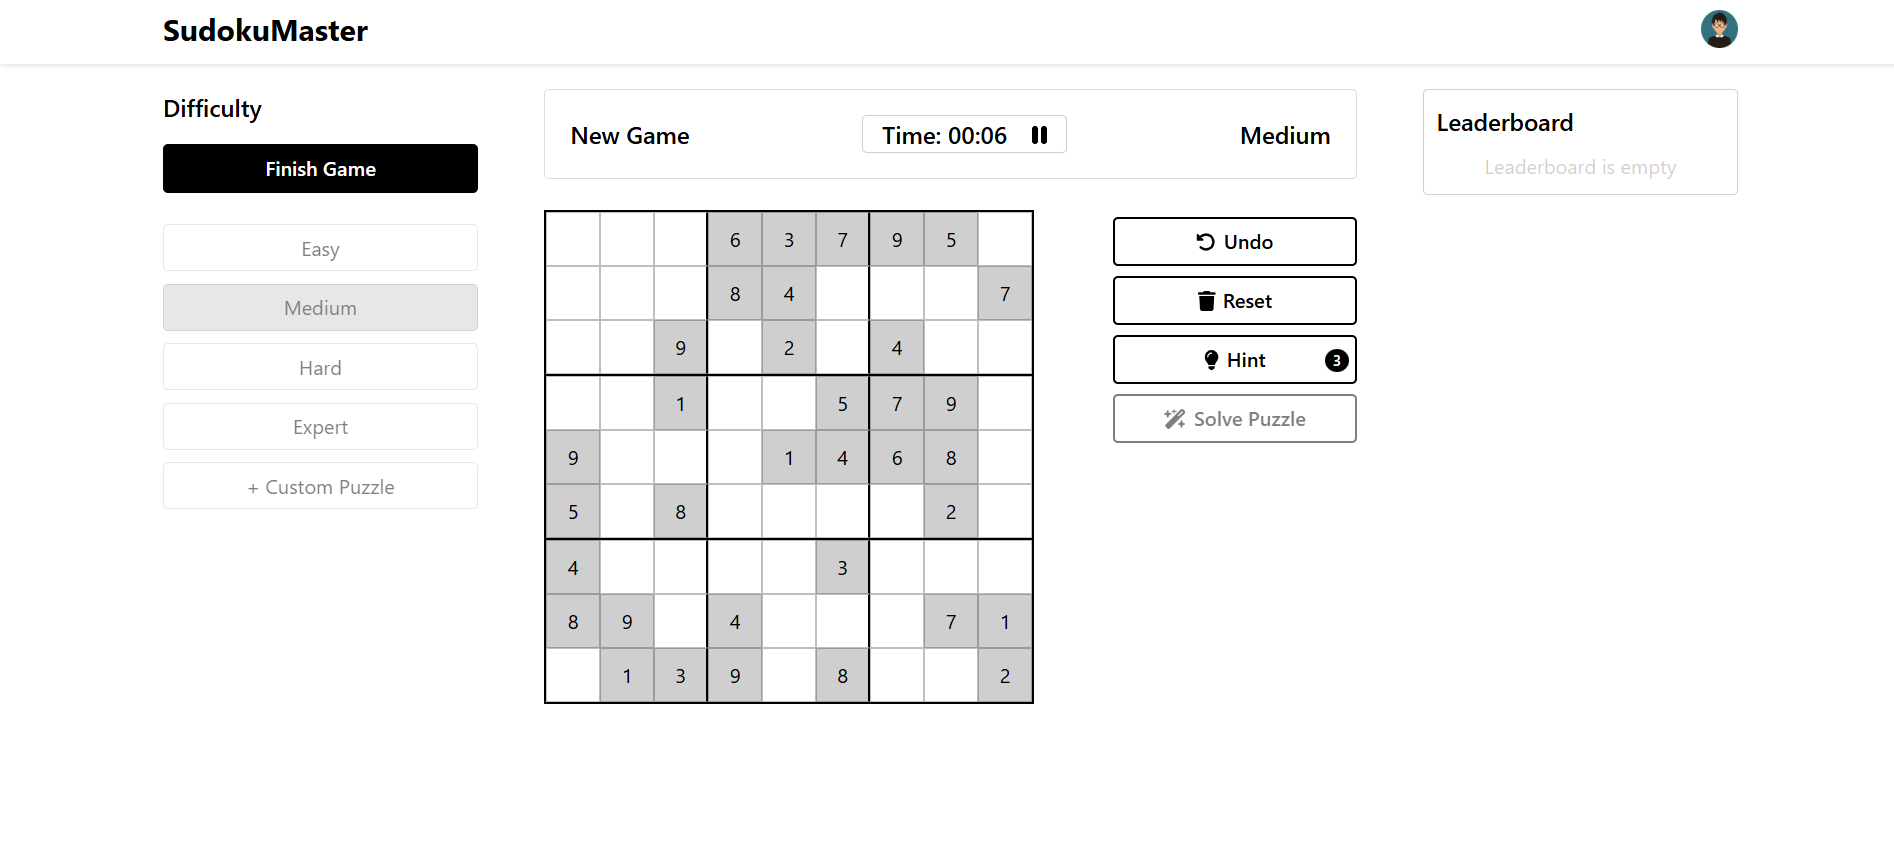 SudokuMaster
Difficulty
Finish Game
Easy
Medium
Hard
Expert
+ Custom Puzzle
New Game
Time: 00:06
Medium
6 3 7 9 5
8 4 7
9 2 4
1 5 7 9
9 1 4 6 8
5 8 2
4 3
8 9 4 7 1
1 3 9 8 2
Undo
Reset
Hint 3
Solve Puzzle
Leaderboard
Leaderboard is empty